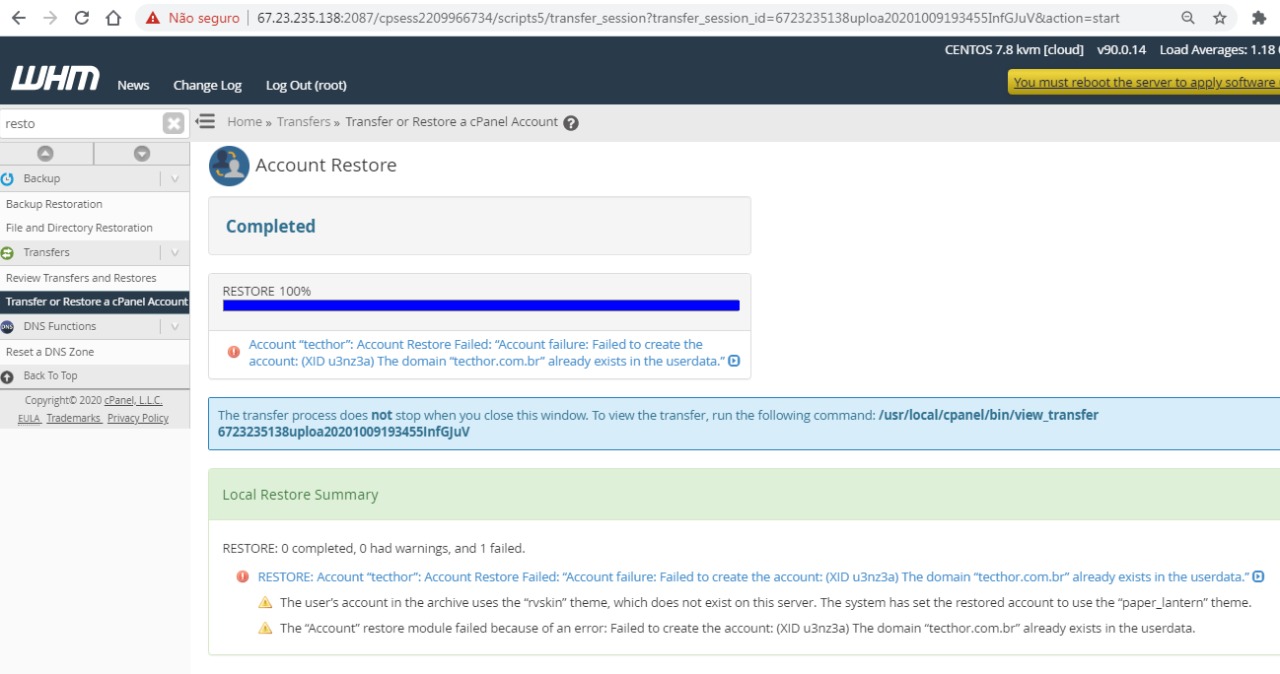 Não seguro
67.23.235.138:2087/cpsess2209966734/scripts5/transfer_session?transfer_session_id=6723235138uploa20201009193455InfGJuV&action=start
CENTOS 7.8 kvm [cloud] v90.0.14 Load Averages: 1.18
WHM News Change Log Log Out (root)
You must reboot the server to apply software
resto
Home » Transfers » Transfer or Restore a cPanel Account
Backup
Backup Restoration
File and Directory Restoration
Transfers
Review Transfers and Restores
Transfer or Restore a cPanel Account
DNS
DNS Functions
Reset a DNS Zone
Back To Top
Copyright© 2020 cPanel, L.L.C.
EULA Trademarks Privacy Policy
Account Restore
Completed
RESTORE 100%
Account “tecthor”: Account Restore Failed: “Account failure: Failed to create the
account: (XID u3nz3a) The domain “tecthor.com.br” already exists in the userdata.”
The transfer process does not stop when you close this window. To view the transfer, run the following command: /usr/local/cpanel/bin/view_transfer
6723235138uploa20201009193455InfGJuV
Local Restore Summary
RESTORE: 0 completed, 0 had warnings, and 1 failed.
RESTORE: Account “tecthor”: Account Restore Failed: “Account failure: Failed to create the account: (XID u3nz3a) The domain “tecthor.com.br” already exists in the userdata.”
The user's account in the archive uses the “rvskin” theme, which does not exist on this server. The system has set the restored account to use the “paper_lantern” theme.
The “Account” restore module failed because of an error: Failed to create the account: (XID u3nz3a) The domain “tecthor.com.br” already exists in the userdata.